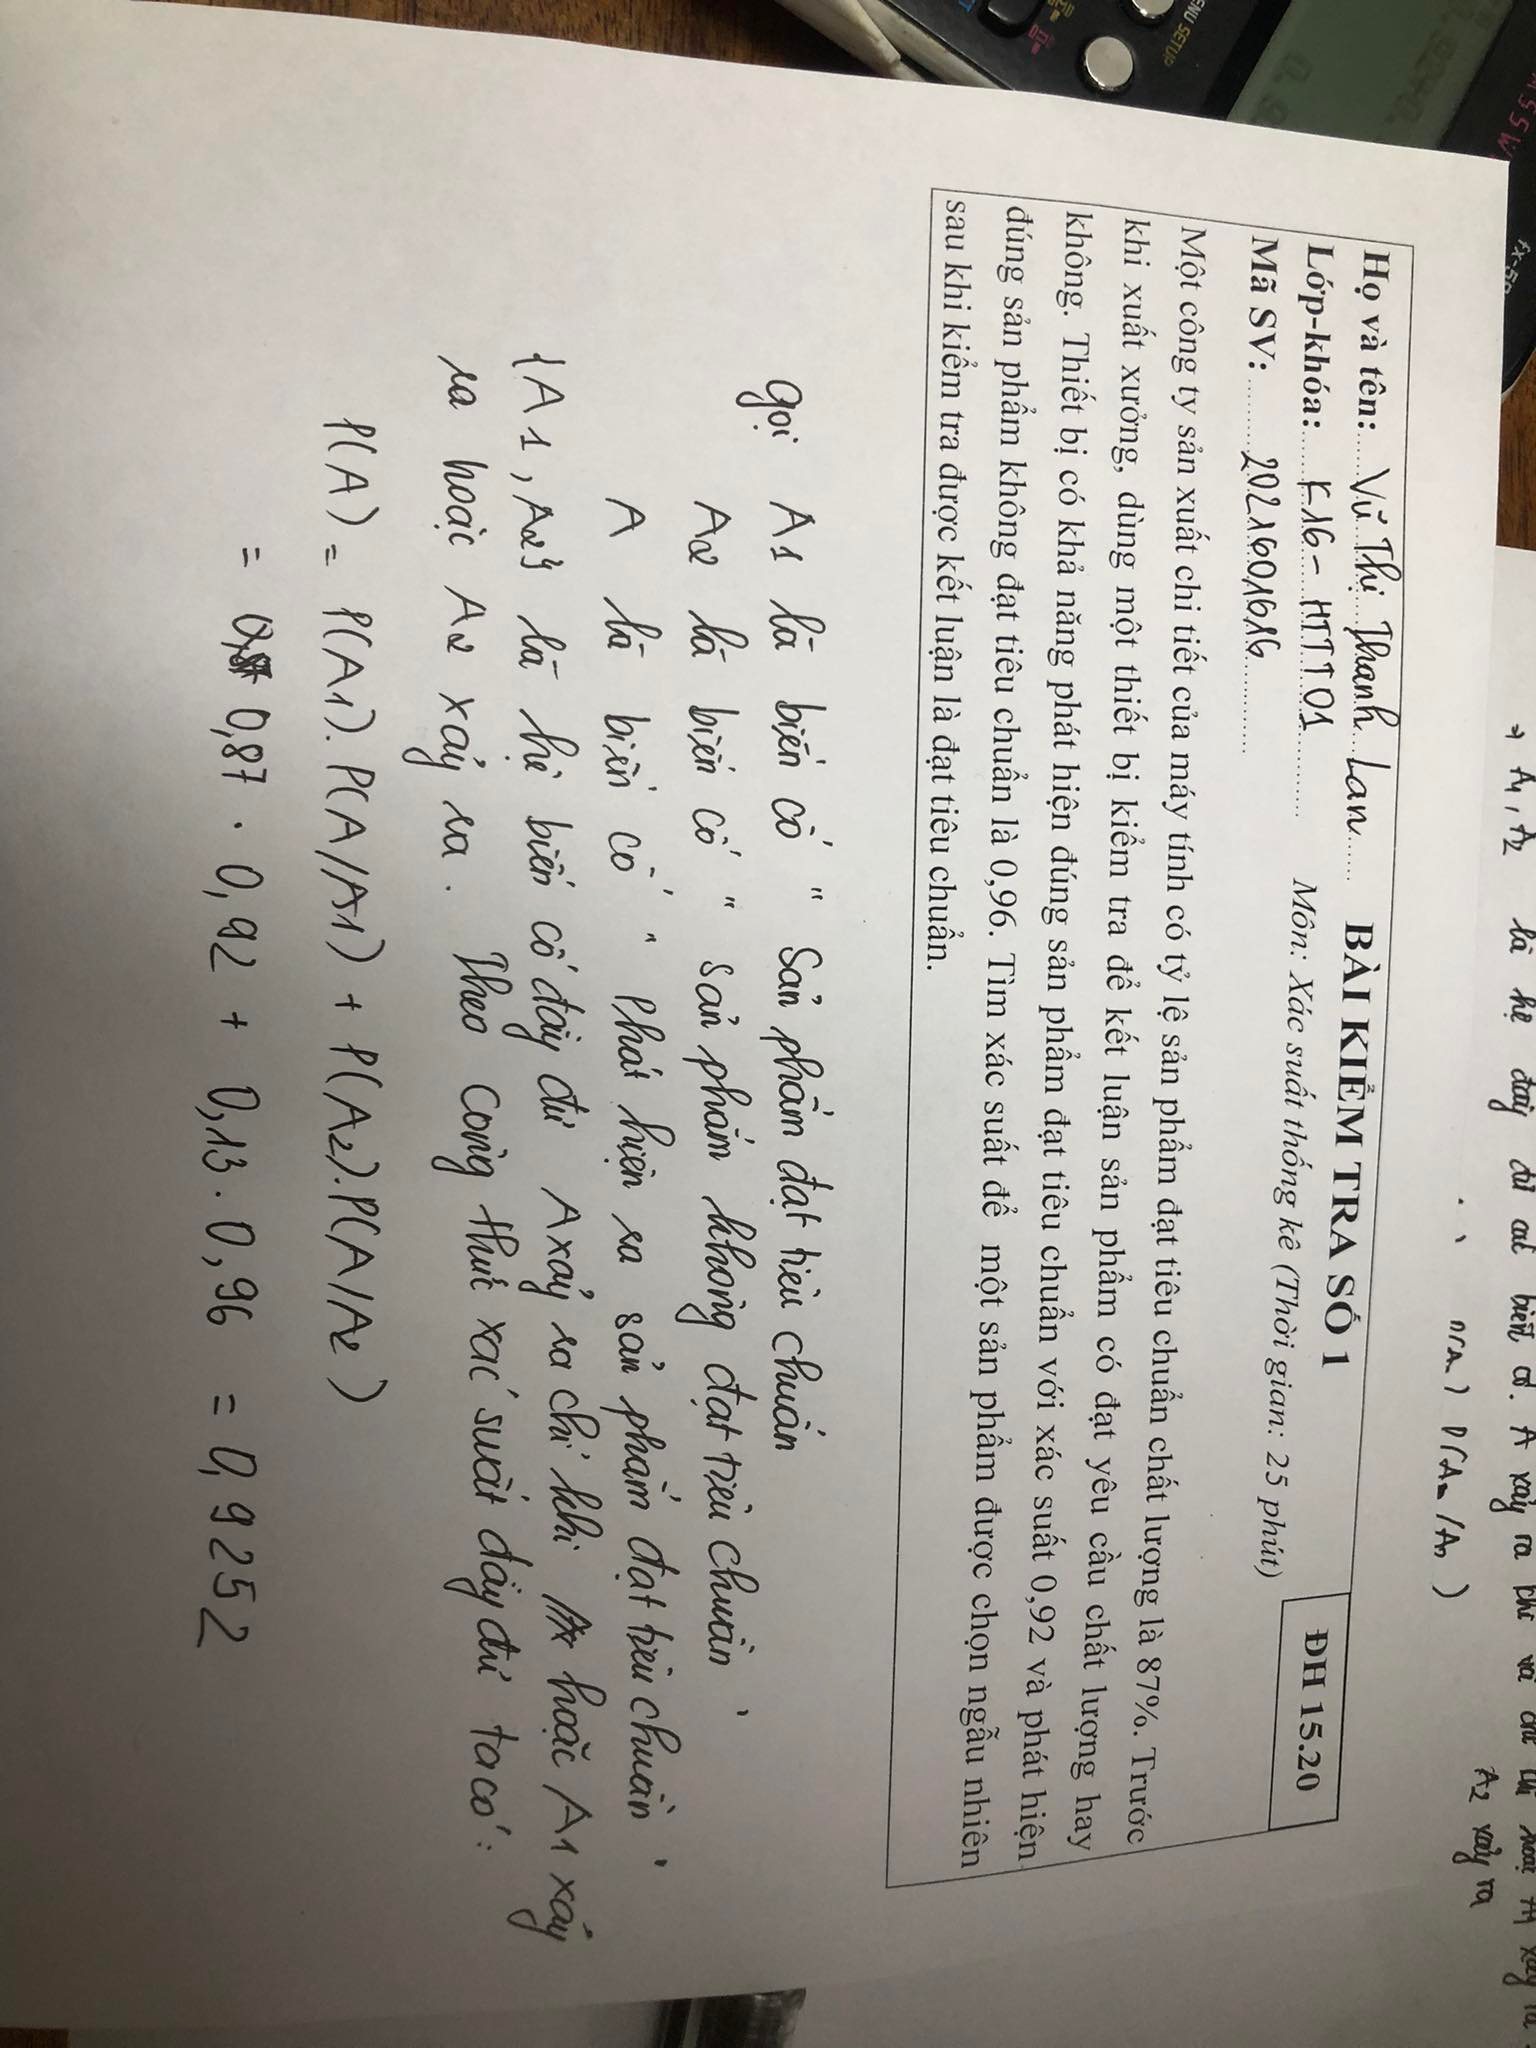 Họ và tên: Vũ Thị Thanh Lan BÀI KIỂM TRA SỐ 1
Lớp-khóa: K16 - HTTT01 Môn: Xác suất thống kê (Thời gian: 25 phút) ĐH 15.20
Mã SV: 2021601616
Một công ty sản xuất chi tiết của máy tính có tỷ lệ sản phẩm đạt tiêu chuẩn chất lượng là 87%. Trước
khi xuất xưởng, dùng một thiết bị kiểm tra để kết luận sản phẩm có đạt yêu cầu chất lượng hay
không. Thiết bị có khả năng phát hiện đúng sản phẩm đạt tiêu chuẩn với xác suất 0,92 và phát hiện
đúng sản phẩm không đạt tiêu chuẩn là 0,96. Tìm xác suất để một sản phẩm được chọn ngẫu nhiên
sau khi kiểm tra được kết luận là đạt tiêu chuẩn.
Gọi A1 là biến cố " Sản phẩm đạt tiêu chuẩn
A2 là biến cố " sản phẩm không đạt tiêu chuẩn '
A là biến cố " Phát hiện ra sản phẩm đạt tiêu chuẩn '
{A1, A2} là hệ biến cố đầy đủ A xảy ra chỉ khi hoặc A1 xảy
ra hoặc A2 xảy ra. Theo công thức xác suất đầy đủ ta có:
P(A) = P(A1).P(A/A1) + P(A2).P(A/A2)
= 0,87 . 0,92 + 0,13 . 0,96 = 0,9252
→ A1, A2 là hệ đầy đủ các biến cố. A xảy ra khi và chỉ khi hoặc A1 xảy ra
A2 xảy ra
MENU SETUP